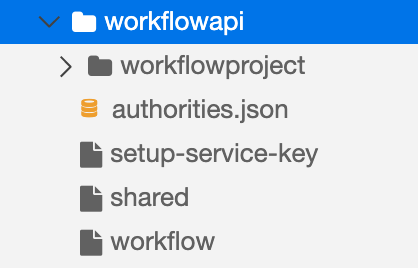 workflowapi
workflowproject
authorities.json
setup-service-key
shared
workflow